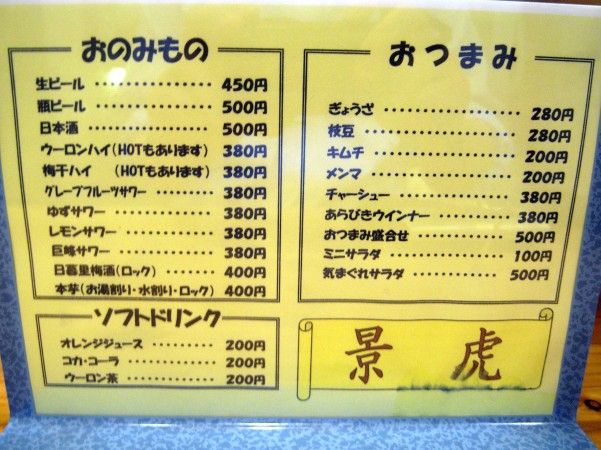 おのみもの
生ビール ・・・・・・・・・・・・・ 450円
瓶ビール ・・・・・・・・・・・・・ 500円
日本酒 ・・・・・・・・・・・・・・ 500円
ウーロンハイ(HOTもあります) 380円
梅干ハイ (HOTもあります) 380円
グレープフルーツサワー ・・・・・・ 380円
ゆずサワー ・・・・・・・・・・・ 380円
レモンサワー ・・・・・・・・・・ 380円
巨峰サワー ・・・・・・・・・・・ 380円
日暮里梅酒(ロック) ・・・・・・・ 400円
本芋(お湯割り・水割り・ロック) 400円
ソフトドリンク
オレンジジュース ・・・・・・・・ 200円
コカ・コーラ ・・・・・・・・・・ 200円
ウーロン茶 ・・・・・・・・・・・ 200円
おつまみ
ぎょうざ ・・・・・・・・・・・・・ 280円
枝豆 ・・・・・・・・・・・・・・・ 280円
キムチ ・・・・・・・・・・・・・・ 200円
メンマ ・・・・・・・・・・・・・・ 200円
チャーシュー ・・・・・・・・・・・ 380円
あらびきウインナー ・・・・・・・ 380円
おつまみ盛合せ ・・・・・・・・・ 500円
ミニサラダ ・・・・・・・・・・・ 100円
気まぐれサラダ ・・・・・・・・・ 500円
景虎